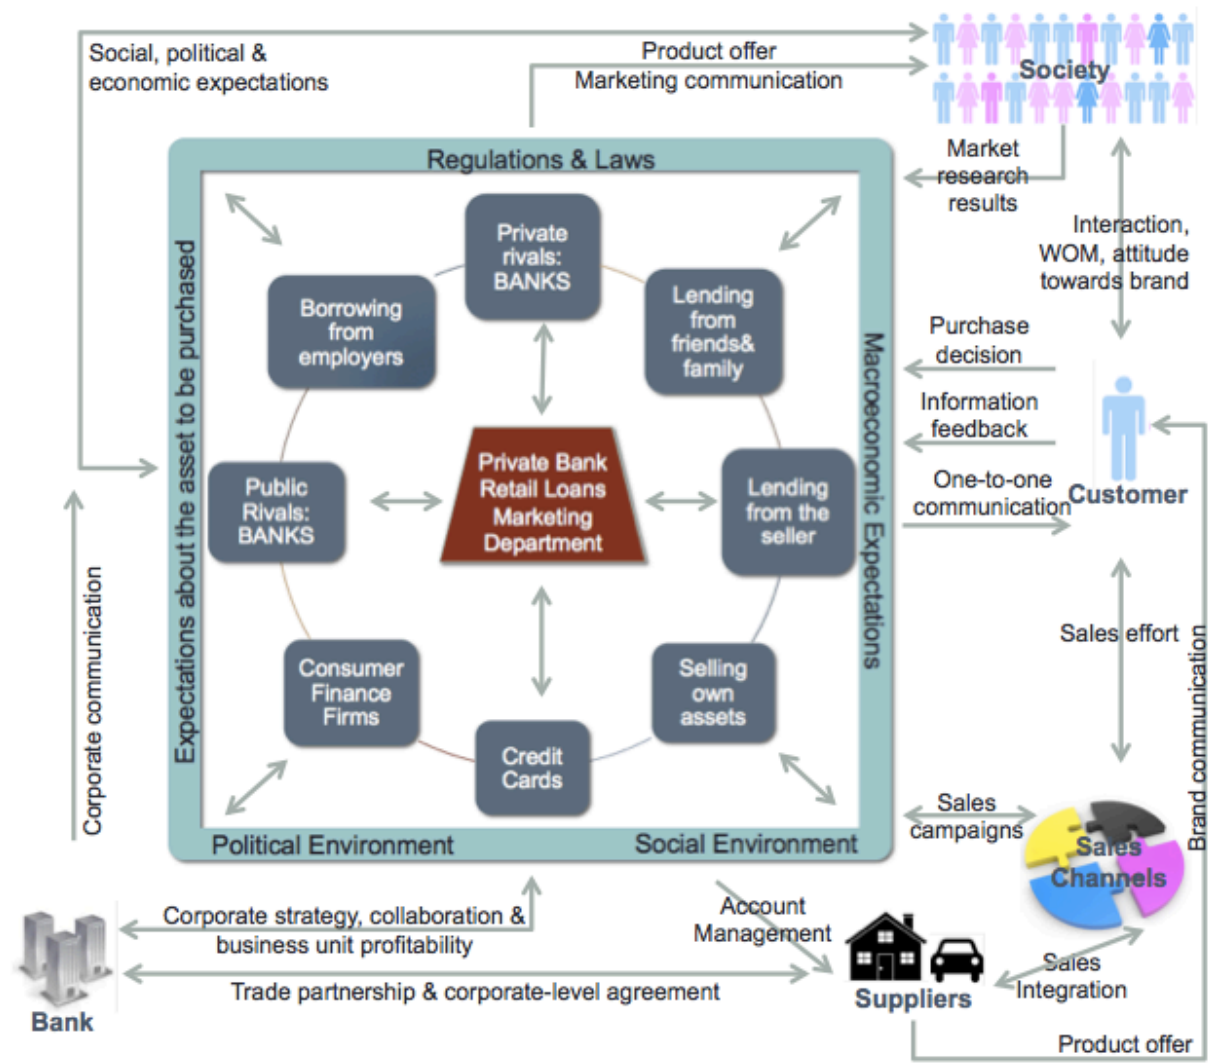 Social, political &
economic expectations
Product offer
Marketing communication
Society
Regulations & Laws
Market
research
results
Private
rivals:
BANKS
Borrowing
from
employers
Lending
from
friends&
family
Interaction,
WOM, attitude
towards brand
Expectations about the asset to be purchased
Macroeconomic Expectations
Purchase
decision
Information
feedback
One-to-one
communication
Customer
Public
Rivals:
BANKS
Private Bank
Retail Loans
Marketing
Department
Lending
from the
seller
Corporate communication
Consumer
Finance
Firms
Selling
own
assets
Credit
Cards
Sales effort
Brand communication
Sales
campaigns
Sales
Channels
Political Environment
Social Environment
Corporate strategy, collaboration &
business unit profitability
Account
Management
Trade partnership & corporate-level agreement
Bank
Suppliers
Sales
Integration
Product offer